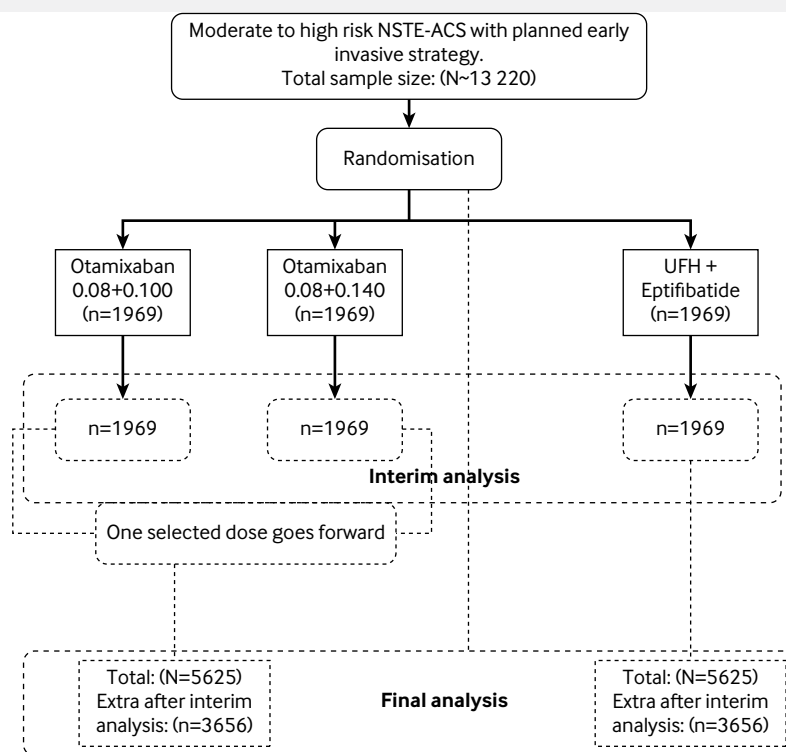 Moderate to high risk NSTE-ACS with planned early
invasive strategy.
Total sample size: (N~13 220)
Randomisation
Otamixaban
0.08+0.100
(n=1969)
Otamixaban
0.08+0.140
(n=1969)
UFH +
Eptifibatide
(n=1969)
n=1969
n=1969
n=1969
Interim analysis
One selected dose goes forward
Total: (N=5625)
Extra after interim
analysis: (n=3656)
Final analysis
Total: (N=5625)
Extra after interim
analysis: (n=3656)